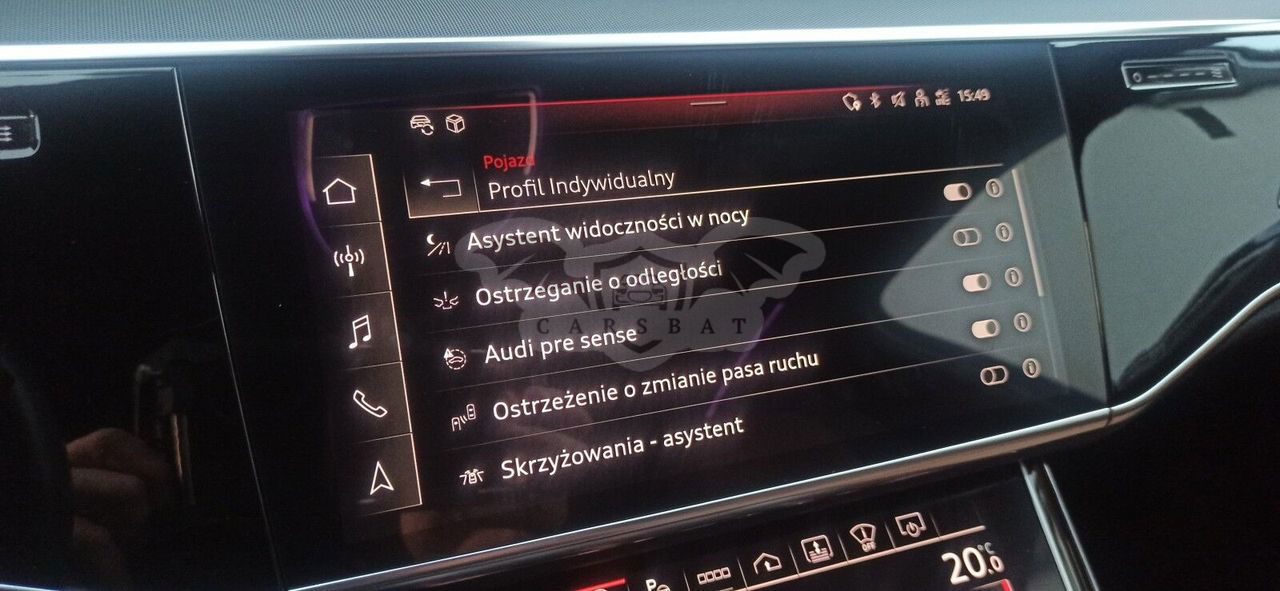 15:49
Pojazd
Profil Indywidualny
Asystent widoczności w nocy
Ostrzeganie o odległości
CARSBAT
Audi pre sense
Ostrzeżenie o zmianie pasa ruchu
Skrzyżowania - asystent
OFF
20.0 °C